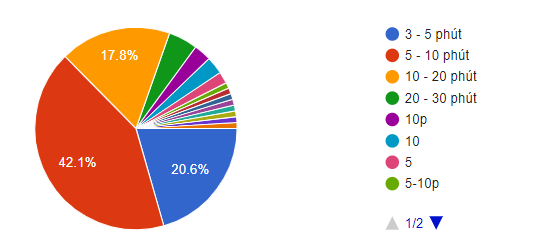 17.8%
42.1%
20.6%
3 - 5 phút
5 - 10 phút
10 - 20 phút
20 - 30 phút
10p
10
5
5-10p
1/2